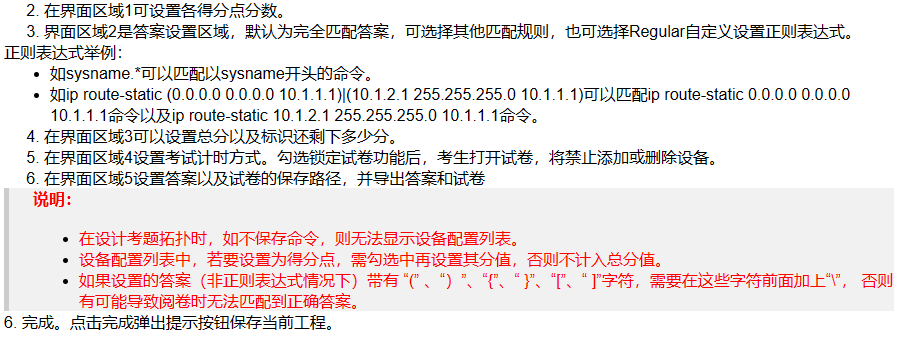 2. 在界面区域1可设置各得分点分数。
3. 界面区域2是答案设置区域，默认为完全匹配答案，可选择其他匹配规则，也可选择Regular自定义设置正则表达式。
正则表达式举例：
• 如sysname.*可以匹配以sysname开头的命令。
• 如ip route-static (0.0.0.0 0.0.0.0 10.1.1.1)|(10.1.2.1 255.255.255.0 10.1.1.1)可以匹配ip route-static 0.0.0.0 0.0.0.0
10.1.1.1命令以及ip route-static 10.1.2.1 255.255.255.0 10.1.1.1命令。
4. 在界面区域3可以设置总分以及标识还剩下多少分。
5. 在界面区域4设置考试计时方式。勾选锁定试卷功能后，考生打开试卷，将禁止添加或删除设备。
6. 在界面区域5设置答案以及试卷的保存路径，并导出答案和试卷
说明：
• 在设计考题拓扑时，如不保存命令，则无法显示设备配置列表。
• 设备配置列表中，若要设置为得分点，需勾选中再设置其分值，否则不计入总分值。
• 如果设置的答案（非正则表达式情况下）带有 “(” 、“）”、“{”、“ }”、“[”、“ ]”字符，需要在这些字符前面加上“\”， 否则
有可能导致阅卷时无法匹配到正确答案。
6. 完成。点击完成弹出提示按钮保存当前工程。